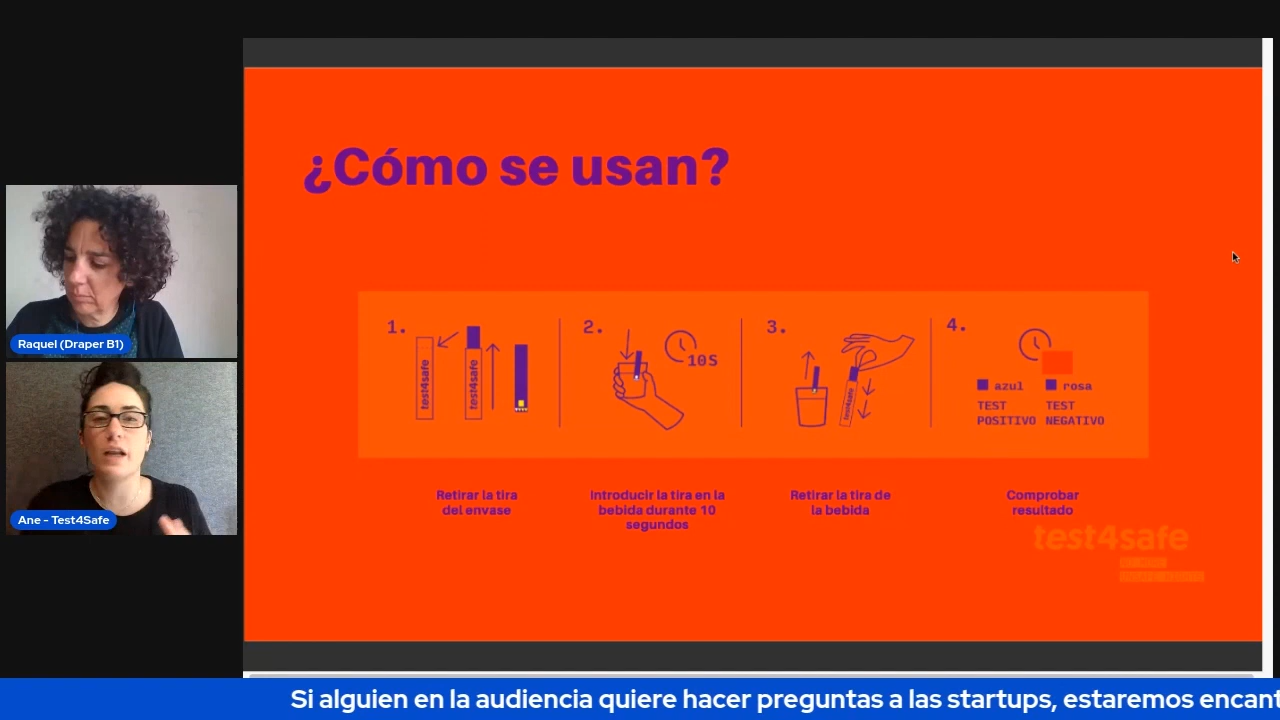 ¿Cómo se usan?
1.
test4safe
test4safe
2.
10S
3.
test4safe
4.
azul
rosa
TEST
POSITIVO
TEST
NEGATIVO
Retirar la tira
del envase
Introducir la tira en la
bebida durante 10
segundos
Retirar la tira de
la bebida
Comprobar
resultado
test4safe
Raquel (Draper B1)
Ane - Test4Safe
Si alguien en la audiencia quiere hacer preguntas a las startups, estaremos encant